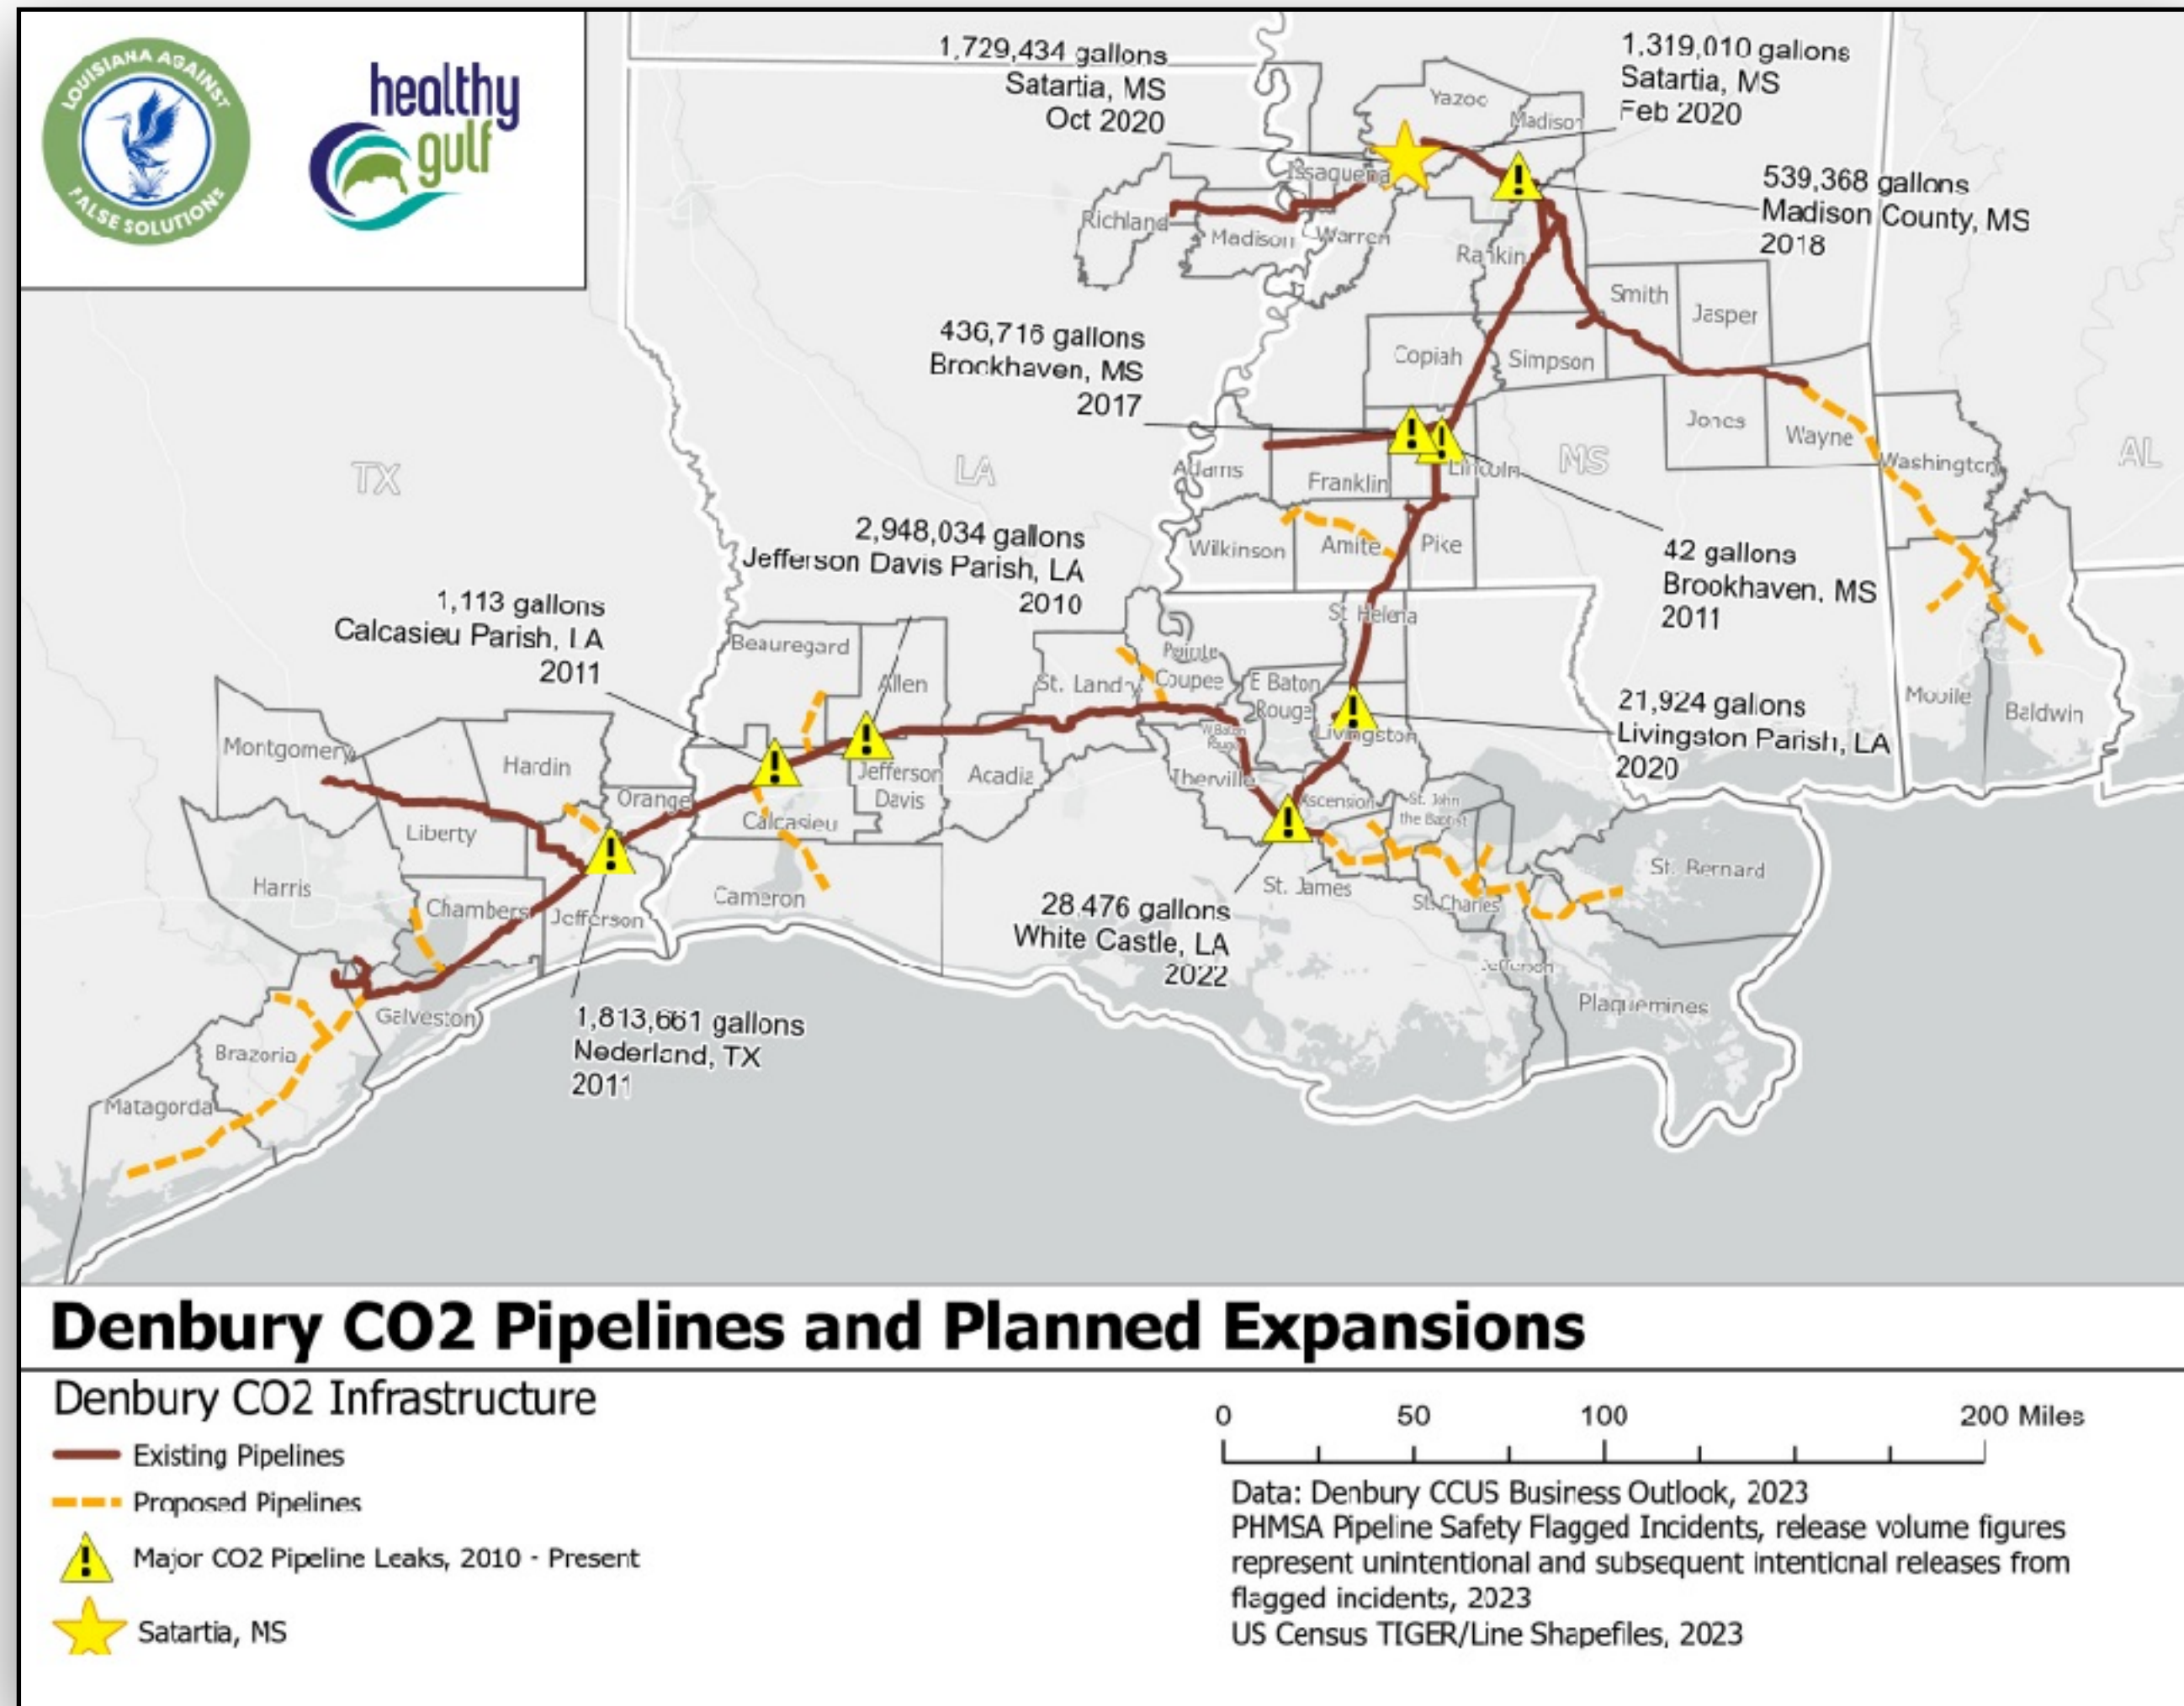 LOUISIANA AGAINST
FALSE SOLUTIONS
healthy
gulf
1,729,434 gallons
Satartia, MS
Oct 2020
1,319,010 gallons
Satartia, MS
Feb 2020
539,368 gallons
Madison County, MS
2018
436,716 gallons
Brookhaven, MS
2017
42 gallons
Brookhaven, MS
2011
2,948,034 gallons
Jefferson Davis Parish, LA
2010
1,113 gallons
Calcasieu Parish, LA
2011
21,924 gallons
Livingston Parish, LA
2020
28,476 gallons
White Castle, LA
2022
1,813,661 gallons
Nederland, TX
2011
TX
LA
MS
AL
Yazoo
Madison
Issaquena
Richland
Madison
Warren
Rankin
Smith
Jasper
Copiah
Simpson
Jones
Wayne
Washington
Adams
Franklin
Lincoln
Wilkinson
Amite
Pike
St Helena
Beauregard
Allen
St. Landry
Pointe
Coupee
E Baton
Rouge
W Baton
Rouge
Livingston
Mobile
Baldwin
Montgomery
Hardin
Orange
Calcasieu
Jefferson
Davis
Acadia
Iberville
Ascension
St. John
the Baptist
Liberty
Harris
Chambers
Jefferson
Cameron
St. James
St. Charles
St. Bernard
Jefferson
Plaquemines
Galveston
Brazoria
Matagorda
Denbury CO2 Pipelines and Planned Expansions
Denbury CO2 Infrastructure
Existing Pipelines
Proposed Pipelines
Major CO2 Pipeline Leaks, 2010 - Present
Satartia, MS
0 50 100 200 Miles
Data: Denbury CCUS Business Outlook, 2023
PHMSA Pipeline Safety Flagged Incidents, release volume figures
represent unintentional and subsequent intentional releases from
flagged incidents, 2023
US Census TIGER/Line Shapefiles, 2023